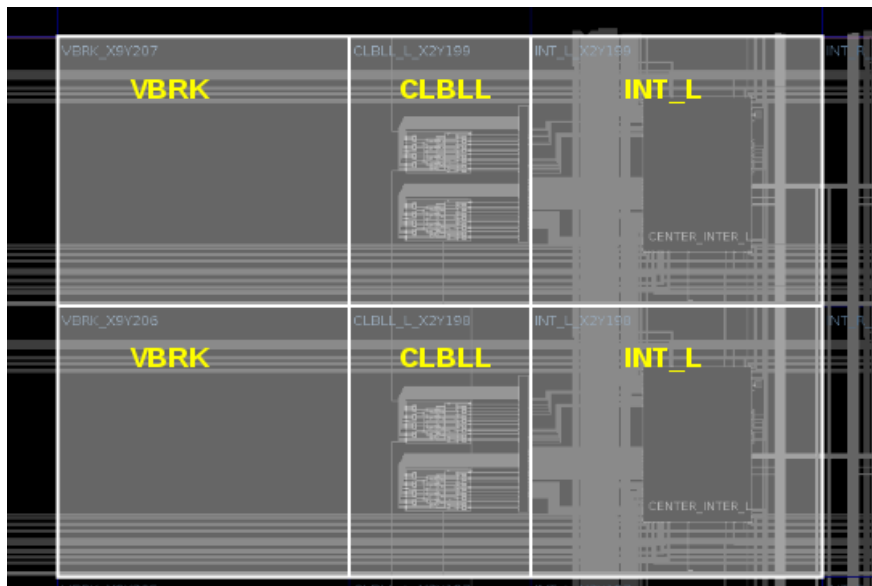 VBRK_X9Y207 CLBLL_L_X2Y199 INT_L_X2Y199
VBRK CLBLL INT_L
CENTER_INTER_L
VBRK_X9Y206 CLBLL_L_X2Y198 INT_L_X2Y198
VBRK CLBLL INT_L
CENTER_INTER_L